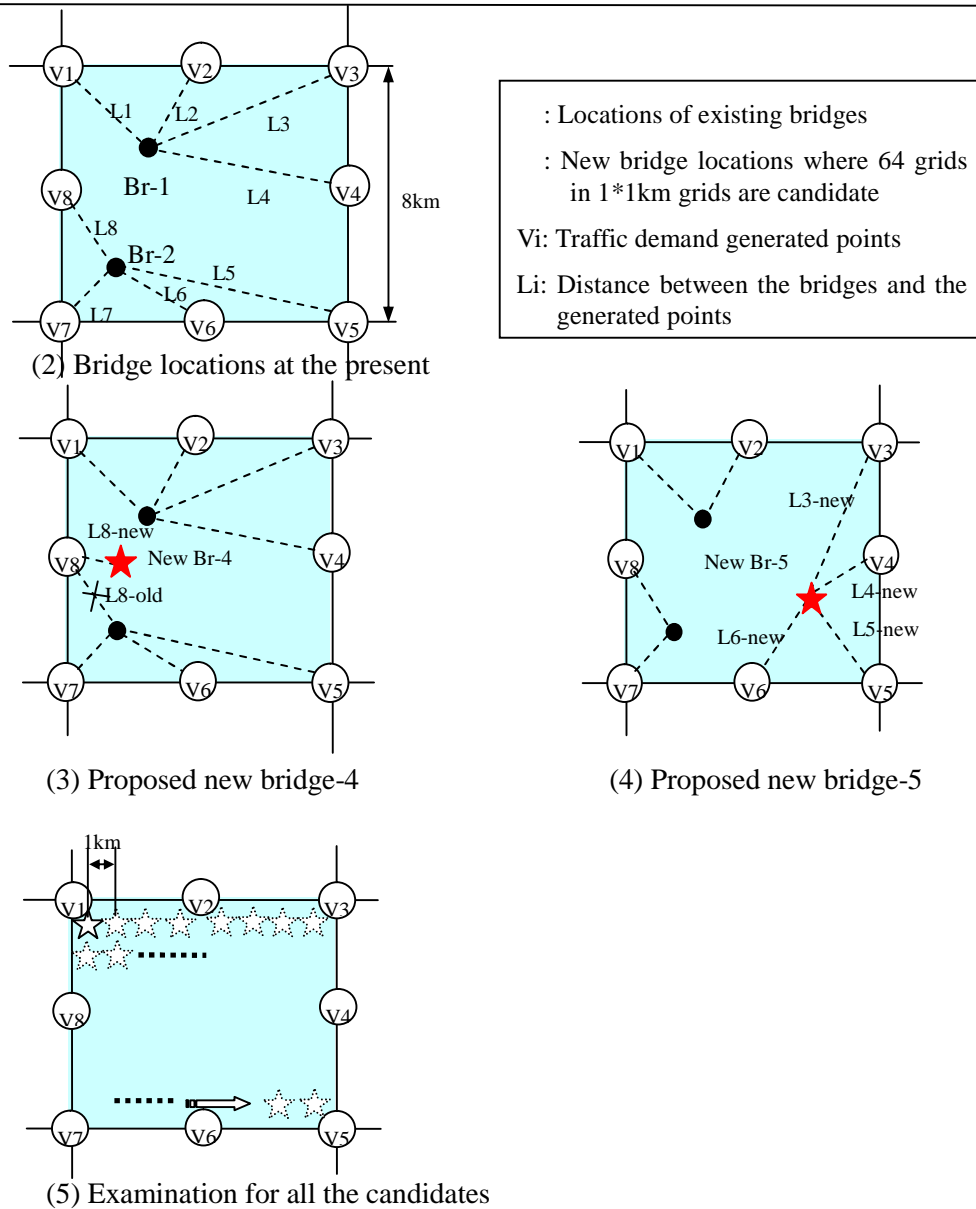 V1
V2
V3
L1
L2
L3
Br-1
L4
V8
V4
8km
L8
Br-2
L5
L6
L7
V7
V6
V5
(2) Bridge locations at the present
: Locations of existing bridges
: New bridge locations where 64 grids
in 1*1km grids are candidate
Vi: Traffic demand generated points
Li: Distance between the bridges and the
generated points
V1
V2
V3
L8-new
V8
New Br-4
V4
L8-old
V7
V6
V5
(3) Proposed new bridge-4
V1
V2
V3
L3-new
V8
New Br-5
V4
L4-new
L6-new
L5-new
V7
V6
V5
(4) Proposed new bridge-5
1km
V1
V2
V3
V8
V4
V7
V6
V5
(5) Examination for all the candidates